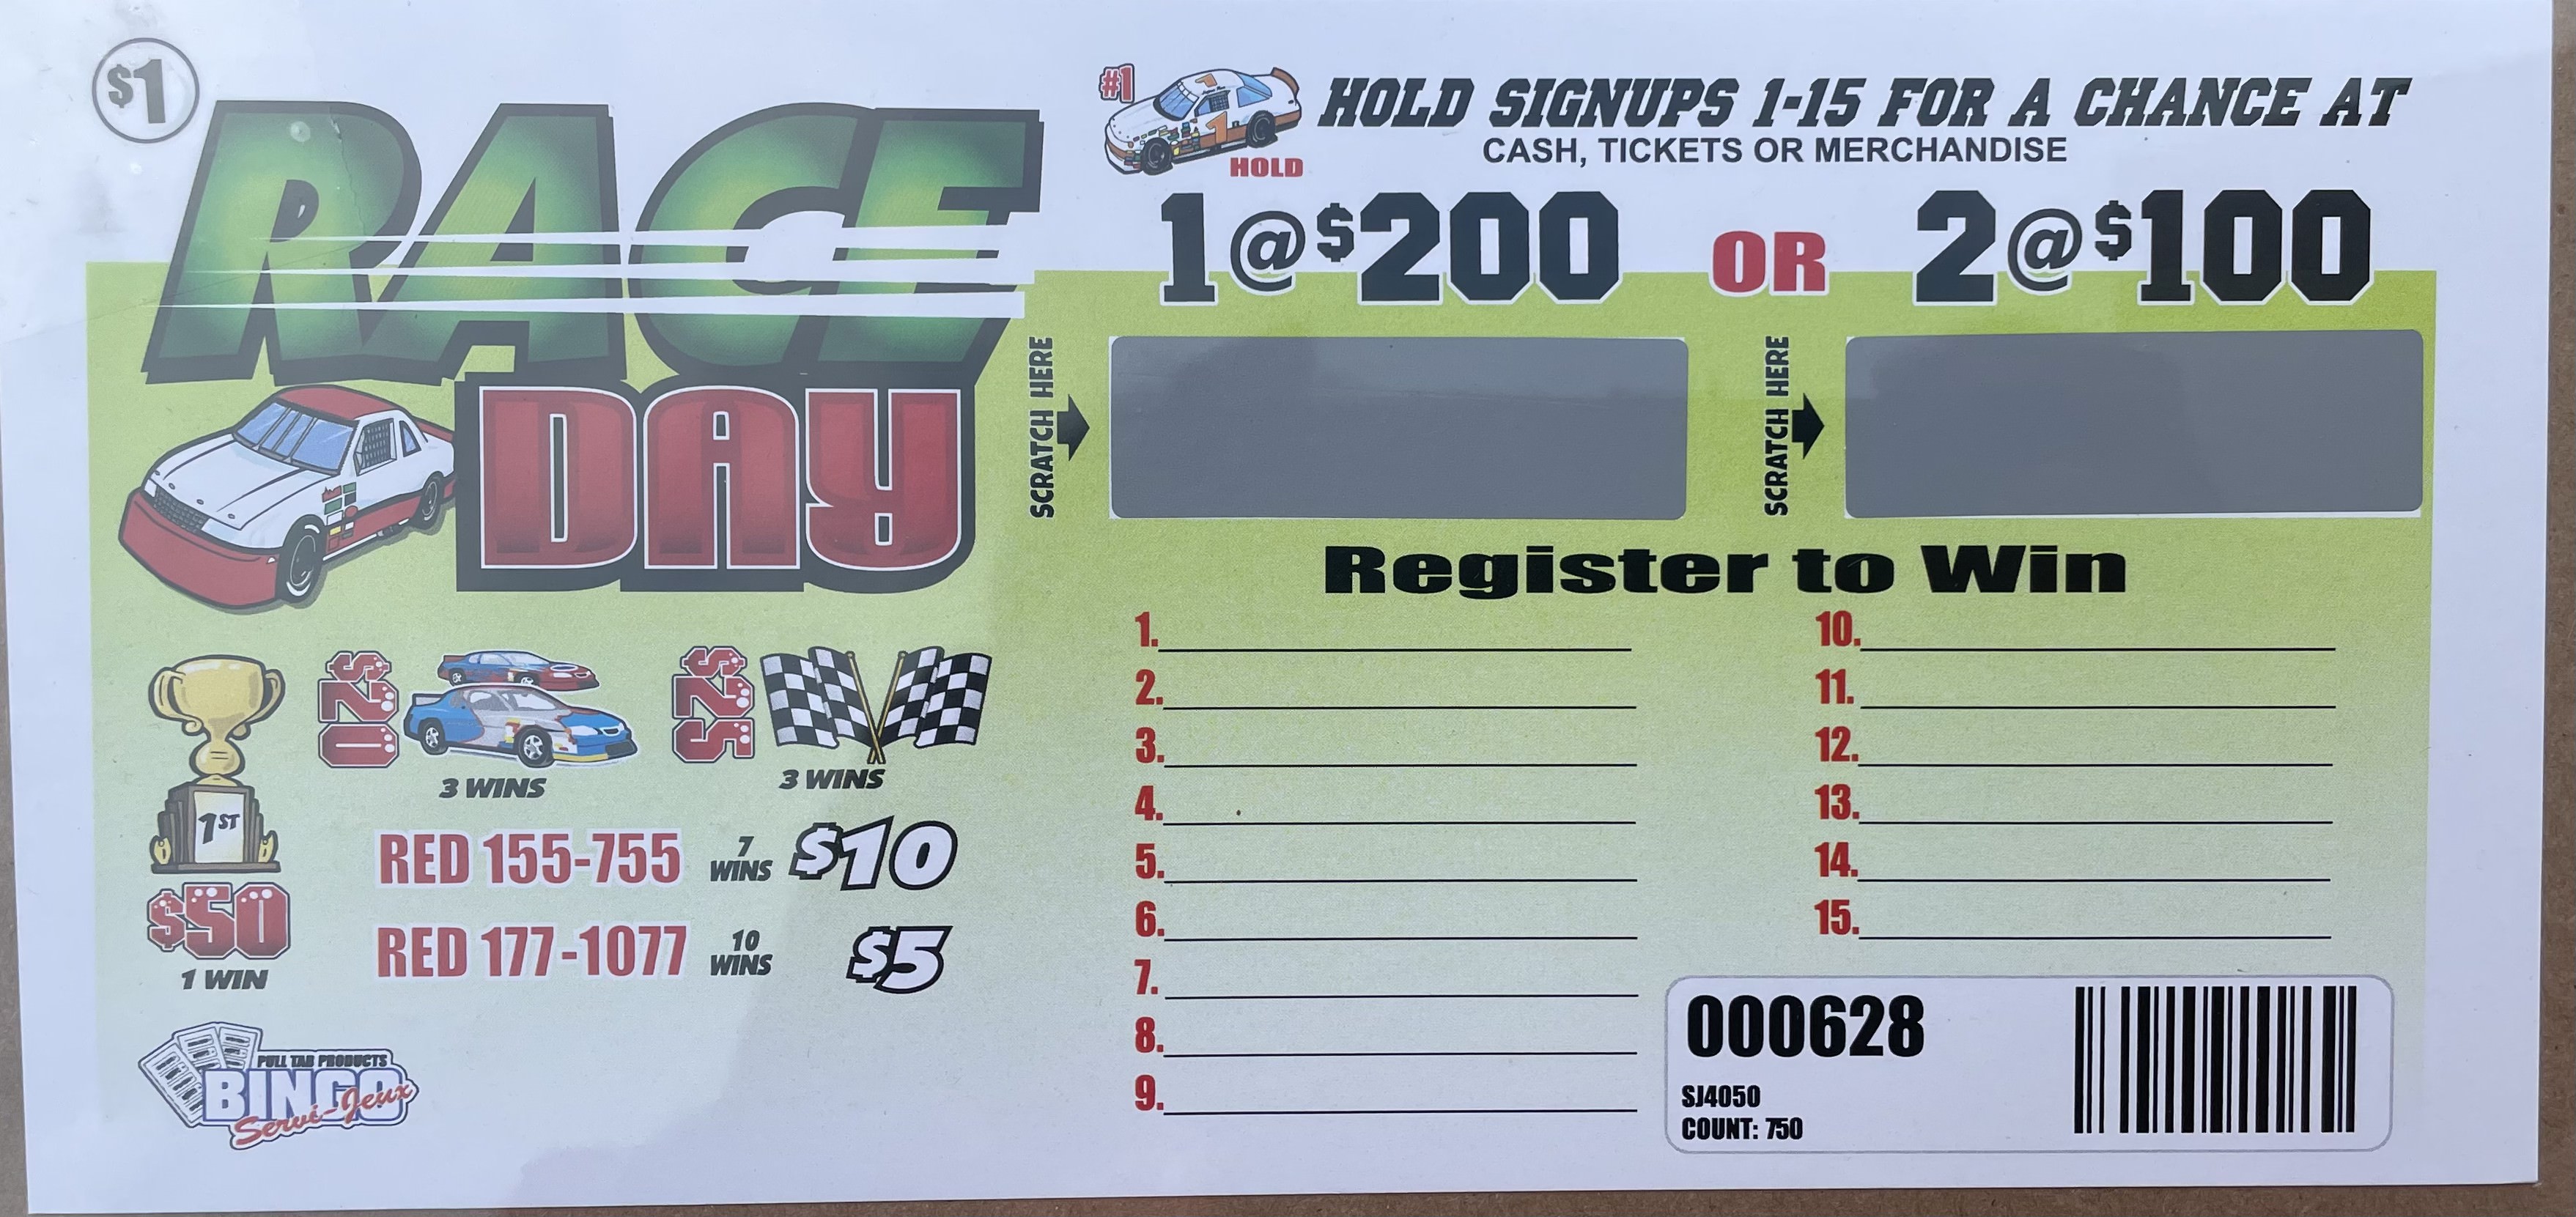 $1
RACE
DAY
#1
HOLD
HOLD SIGNUPS 1-15 FOR A CHANCE AT
CASH, TICKETS OR MERCHANDISE
1@$200 OR 2@$100
SCRATCH HERE
SCRATCH HERE
Register to Win
1.
2.
3.
4.
5.
6.
7.
8.
9.
10.
11.
12.
13.
14.
15.
1ST
$50
1 WIN
$20
3 WINS
$25
3 WINS
RED 155-755 7 WINS $10
RED 177-1077 10 WINS $5
PULL TAB PRODUCTS
BINGO
Servi-Jeux
000628
SJ4050
COUNT: 750